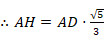 ∴ AH = AD · √5/3